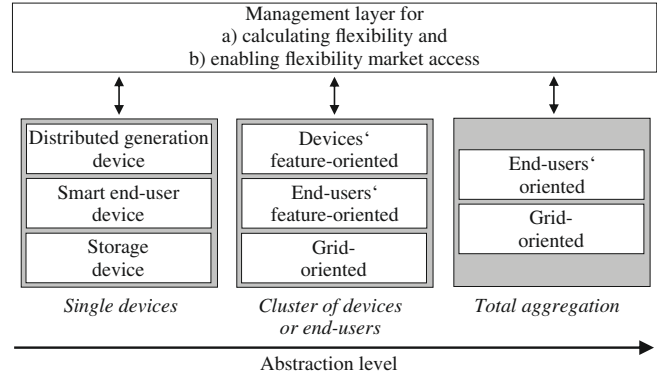 Management layer for
a) calculating flexibility and
b) enabling flexibility market access
Distributed generation
device
Smart end-user
device
Storage
device
Single devices
Devices‘
feature-oriented
End-users‘
feature-oriented
Grid-
oriented
Cluster of devices
or end-users
End-users‘
oriented
Grid-
oriented
Total aggregation
Abstraction level